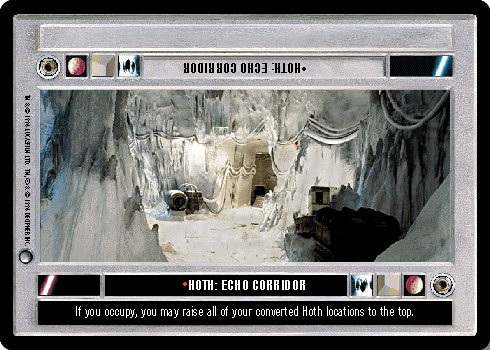 •HOTH: ECHO CORRIDOR
•HOTH: ECHO CORRIDOR
If you occupy, you may raise all of your converted Hoth locations to the top.